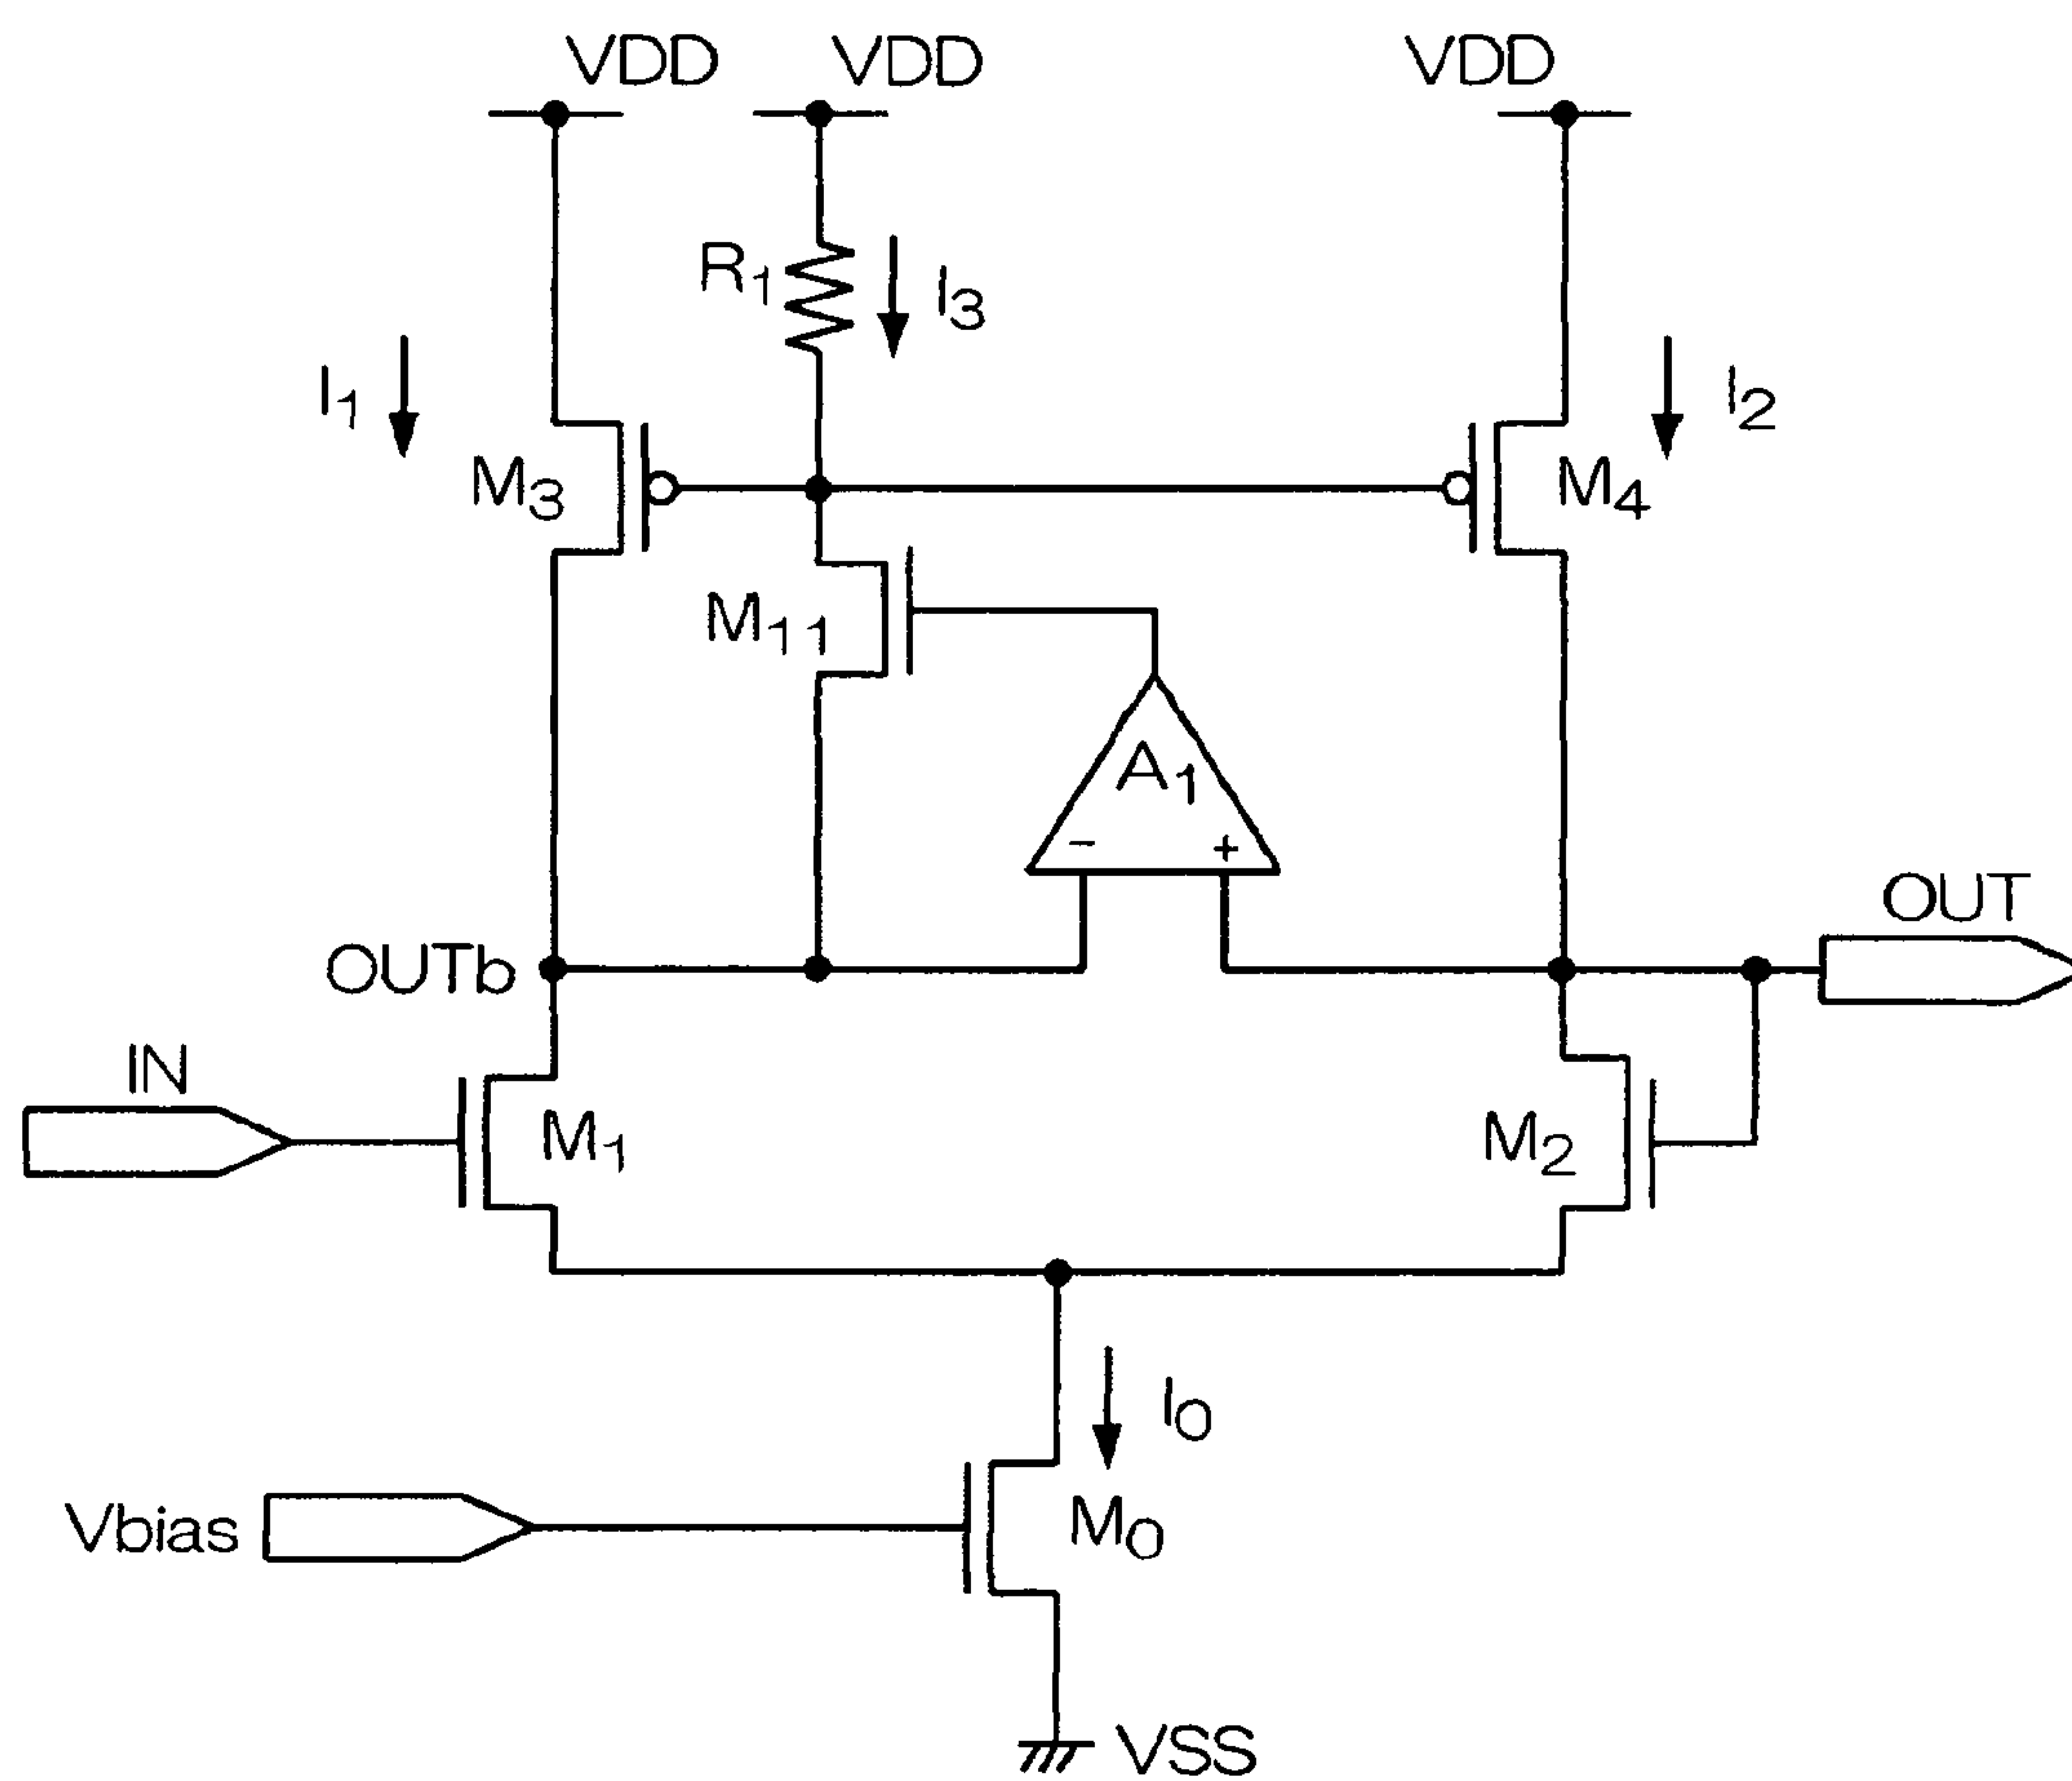 VDD VDD VDD
R1
I3
I1
I2
M3
M4
M11
A1
- +
OUT
OUTb
IN
M1
M2
I0
Vbias
M0
VSS